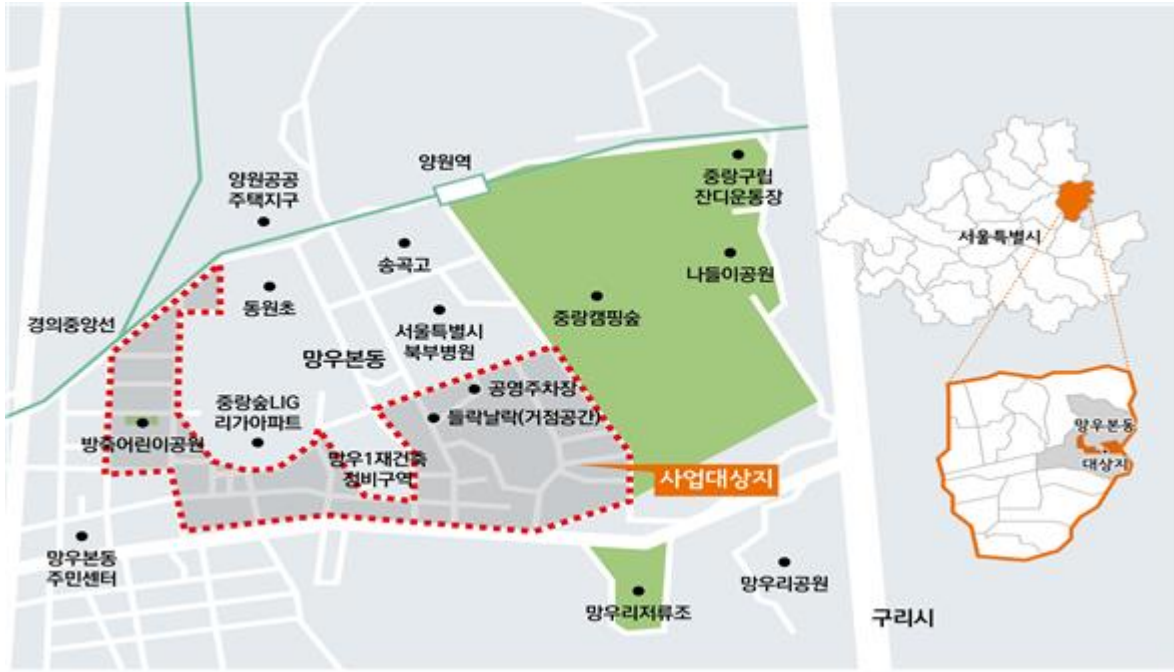 양원역
중랑구립
잔디운동장
양원공공
주택지구
서울특별시
송곡고
나들이공원
동원초
중랑캠핑숲
경의중앙선
서울특별시
북부병원
망우본동
공영주차장
중랑숲LIG
리가아파트
들락날락(거점공간)
방축어린이공원
망우1재건축
정비구역
사업대상지
망우본동
대상지
망우본동
주민센터
망우리공원
망우리저류조
구리시